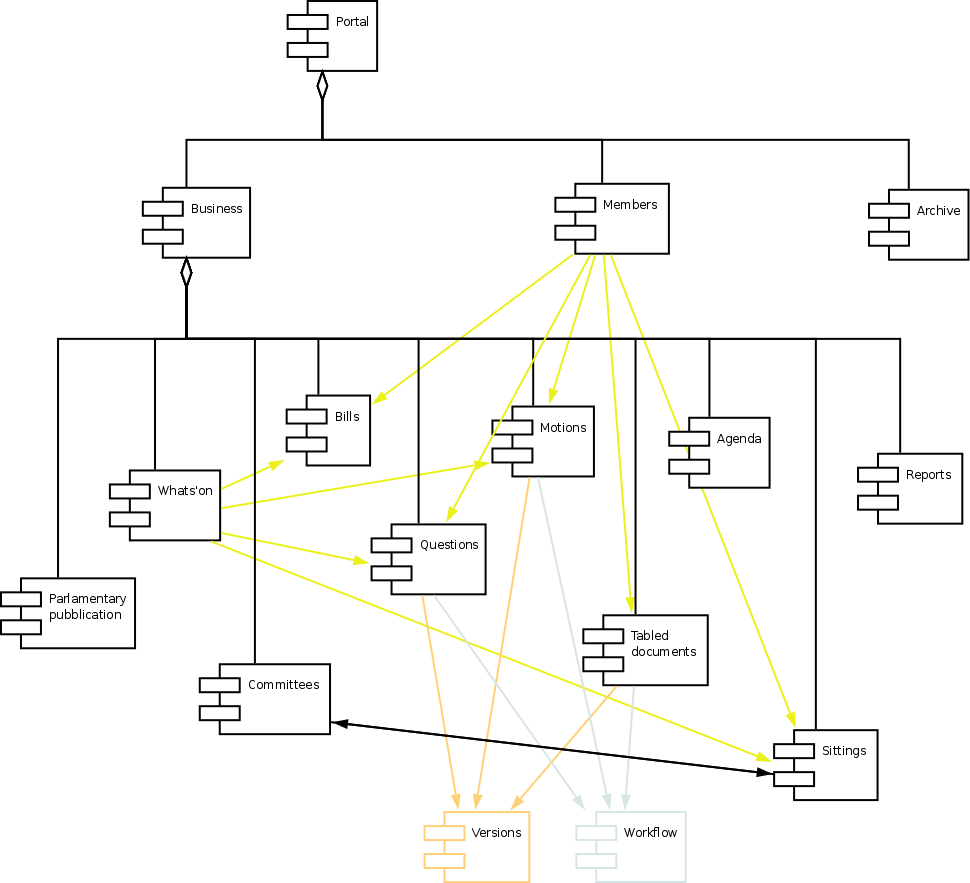 Portal
Business
Members
Archive
Bills
Motions
Agenda
Whats'on
Reports
Questions
Parlamentary
pubblication
Tabled
documents
Committees
Sittings
Versions
Workflow